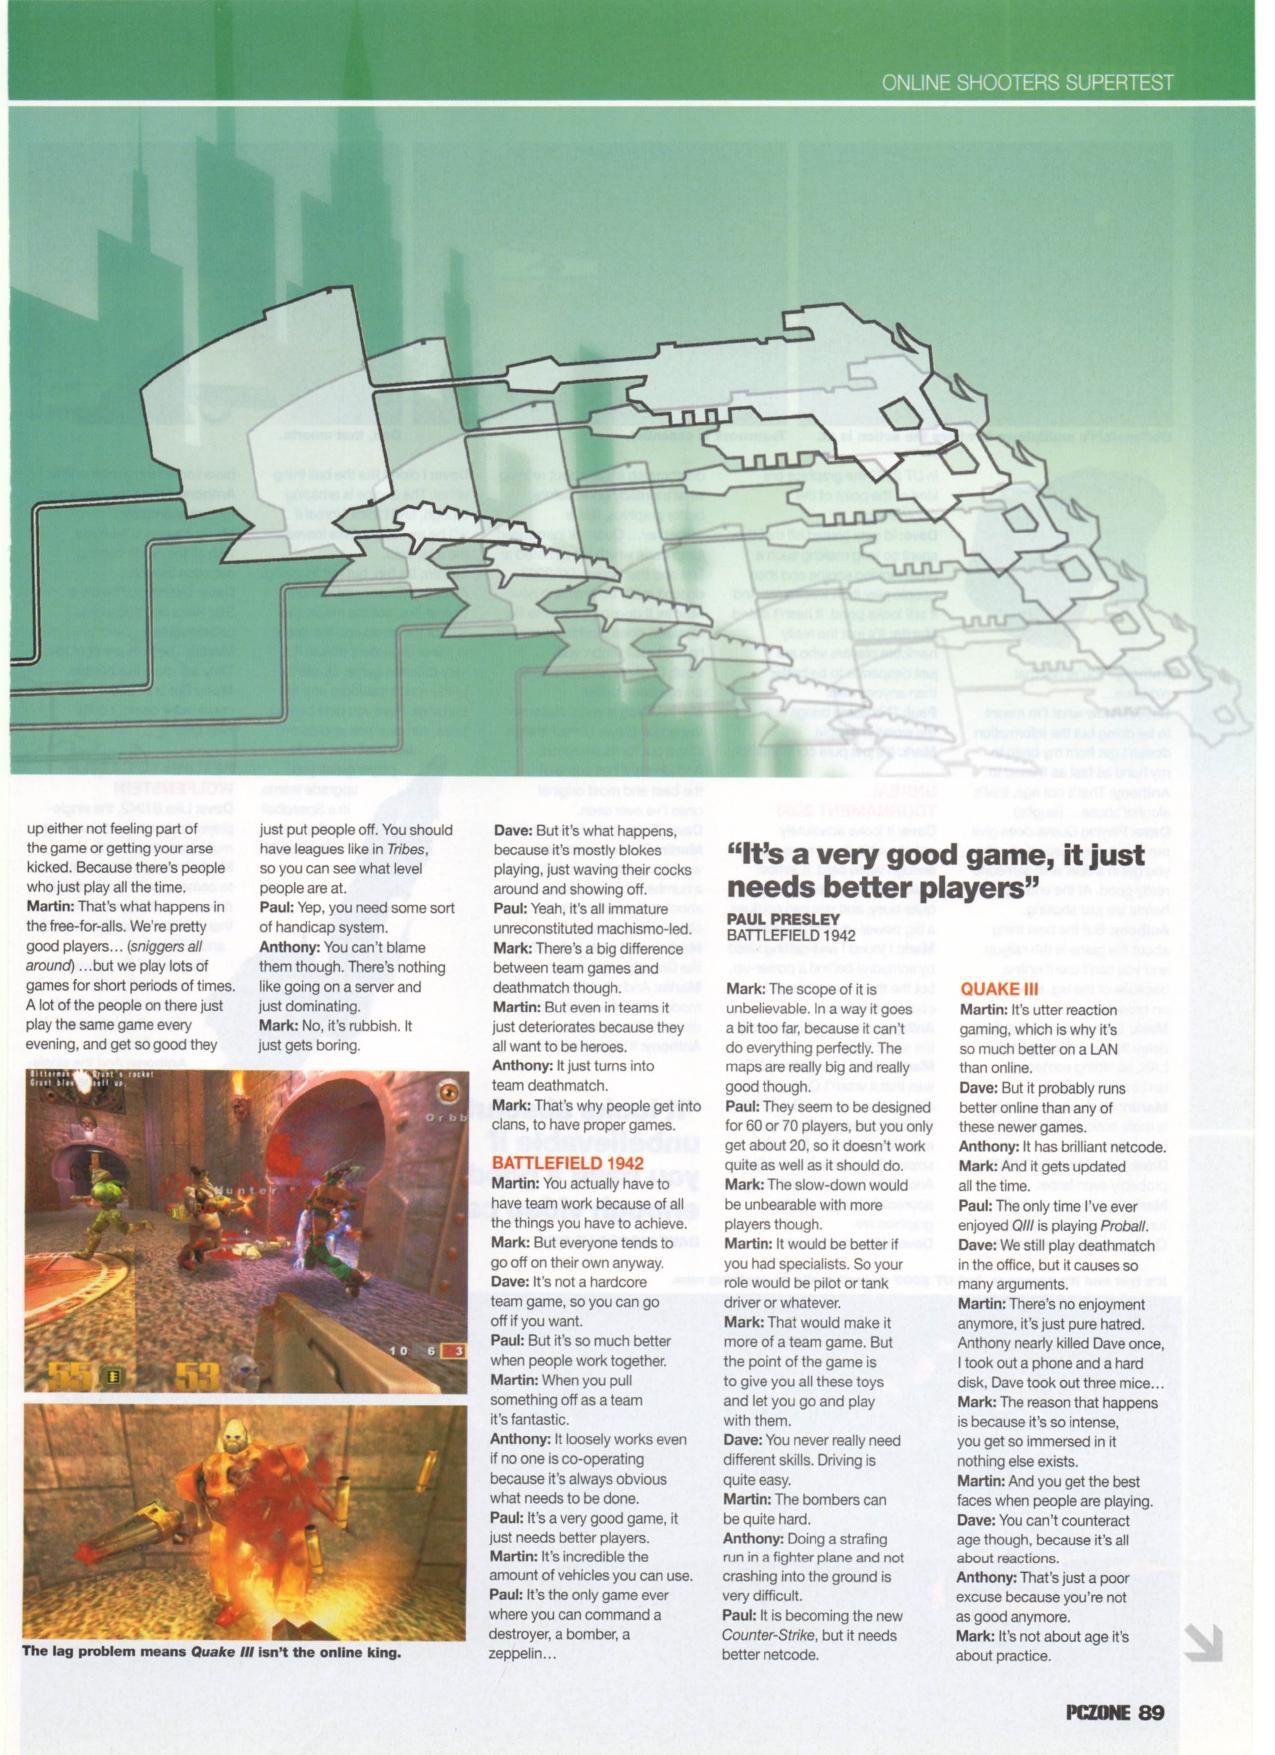 ONLINE SHOOTERS SUPERTEST
up either not feeling part of
the game or getting your arse
kicked. Because there's people
who just play all the time.
Martin: That's what happens in
the free-for-alls. We're pretty
good players... (sniggers all
around) ...but we play lots of
games for short periods of times.
A lot of the people on there just
play the same game every
evening, and get so good they
just put people off. You should
have leagues like in Tribes,
so you can see what level
people are at.
Paul: Yep, you need some sort
of handicap system.
Anthony: You can't blame
them though. There's nothing
like going on a server and
just dominating.
Mark: No, it's rubbish. It
just gets boring.
Grunt's rocket
Orbb
Hunter
10 6 3
55
53
The lag problem means Quake III isn't the online king.
Dave: But it's what happens,
because it's mostly blokes
playing, just waving their cocks
around and showing off.
Paul: Yeah, it's all immature
unreconstituted machismo-led.
Mark: There's a big difference
between team games and
deathmatch though.
Martin: But even in teams it
just deteriorates because they
all want to be heroes.
Anthony: It just turns into
team deathmatch.
Mark: That's why people get into
clans, to have proper games.
BATTLEFIELD 1942
Martin: You actually have to
have team work because of all
the things you have to achieve.
Mark: But everyone tends to
go off on their own anyway.
Dave: It's not a hardcore
team game, so you can go
off if you want.
Paul: But it's so much better
when people work together.
Martin: When you pull
something off as a team
it's fantastic.
Anthony: It loosely works even
if no one is co-operating
because it's always obvious
what needs to be done.
Paul: It's a very good game, it
just needs better players.
Martin: It's incredible the
amount of vehicles you can use.
Paul: It's the only game ever
where you can command a
destroyer, a bomber, a
zeppelin...
"It's a very good game, it just
needs better players"
PAUL PRESLEY
BATTLEFIELD 1942
Mark: The scope of it is
unbelievable. In a way it goes
a bit too far, because it can't
do everything perfectly. The
maps are really big and really
good though.
Paul: They seem to be designed
for 60 or 70 players, but you only
get about 20, so it doesn't work
quite as well as it should do.
Mark: The slow-down would
be unbearable with more
players though.
Martin: It would be better if
you had specialists. So your
role would be pilot or tank
driver or whatever.
Mark: That would make it
more of a team game. But
the point of the game is
to give you all these toys
and let you go and play
with them.
Dave: You never really need
different skills. Driving is
quite easy.
Martin: The bombers can
be quite hard.
Anthony: Doing a strafing
run in a fighter plane and not
crashing into the ground is
very difficult.
Paul: It is becoming the new
Counter-Strike, but it needs
better netcode.
QUAKE III
Martin: It's utter reaction
gaming, which is why it's
so much better on a LAN
than online.
Dave: But it probably runs
better online than any of
these newer games.
Anthony: It has brilliant netcode.
Mark: And it gets updated
all the time.
Paul: The only time I've ever
enjoyed QIII is playing Proball.
Dave: We still play deathmatch
in the office, but it causes so
many arguments.
Martin: There's no enjoyment
anymore, it's just pure hatred.
Anthony nearly killed Dave once,
I took out a phone and a hard
disk, Dave took out three mice...
Mark: The reason that happens
is because it's so intense,
you get so immersed in it
nothing else exists.
Martin: And you get the best
faces when people are playing.
Dave: You can't counteract
age though, because it's all
about reactions.
Anthony: That's just a poor
excuse because you're not
as good anymore.
Mark: It's not about age it's
about practice.
PCZONE 89